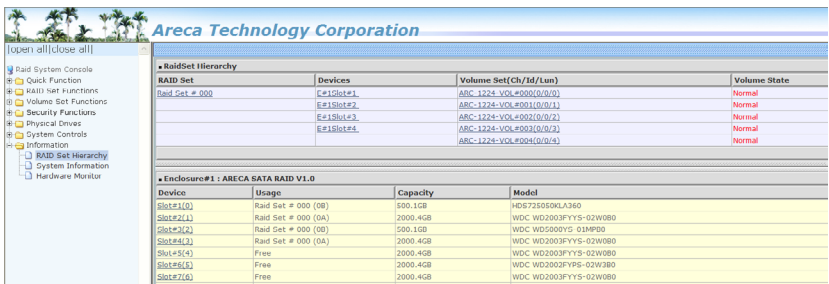 Areca Technology Corporation
|open all|close all|
Raid System Console
Quick Function
RAID Set Functions
Volume Set Functions
Security Functions
Physical Drives
System Controls
Information
RAID Set Hierarchy
System Information
Hardware Monitor
▪ RaidSet Hierarchy
RAID Set Devices Volume Set(Ch/Id/Lun) Volume State
Raid Set # 000 E#1Slot#1 ARC-1224-VOL#000(0/0/0) Normal
E#1Slot#2 ARC-1224-VOL#001(0/0/1) Normal
E#1Slot#3 ARC-1224-VOL#002(0/0/2) Normal
E#1Slot#4 ARC-1224-VOL#003(0/0/3) Normal
ARC-1224-VOL#004(0/0/4) Normal
▪ Enclosure#1 : ARECA SATA RAID V1.0
Device Usage Capacity Model
Slot#1(0) Raid Set # 000 (0B) 500.1GB HDS725050KLA360
Slot#2(1) Raid Set # 000 (0A) 2000.4GB WDC WD2003FYYS-02W0B0
Slot#3(2) Raid Set # 000 (0B) 500.1GB WDC WD5000YS-01MPB0
Slot#4(3) Raid Set # 000 (0A) 2000.4GB WDC WD2003FYYS-02W0B0
Slot#5(4) Free 2000.4GB WDC WD2003FYYS-02W0B0
Slot#6(5) Free 2000.4GB WDC WD2002FYPS-02W3B0
Slot#7(6) Free 2000.4GB WDC WD2003FYYS-02W0B0